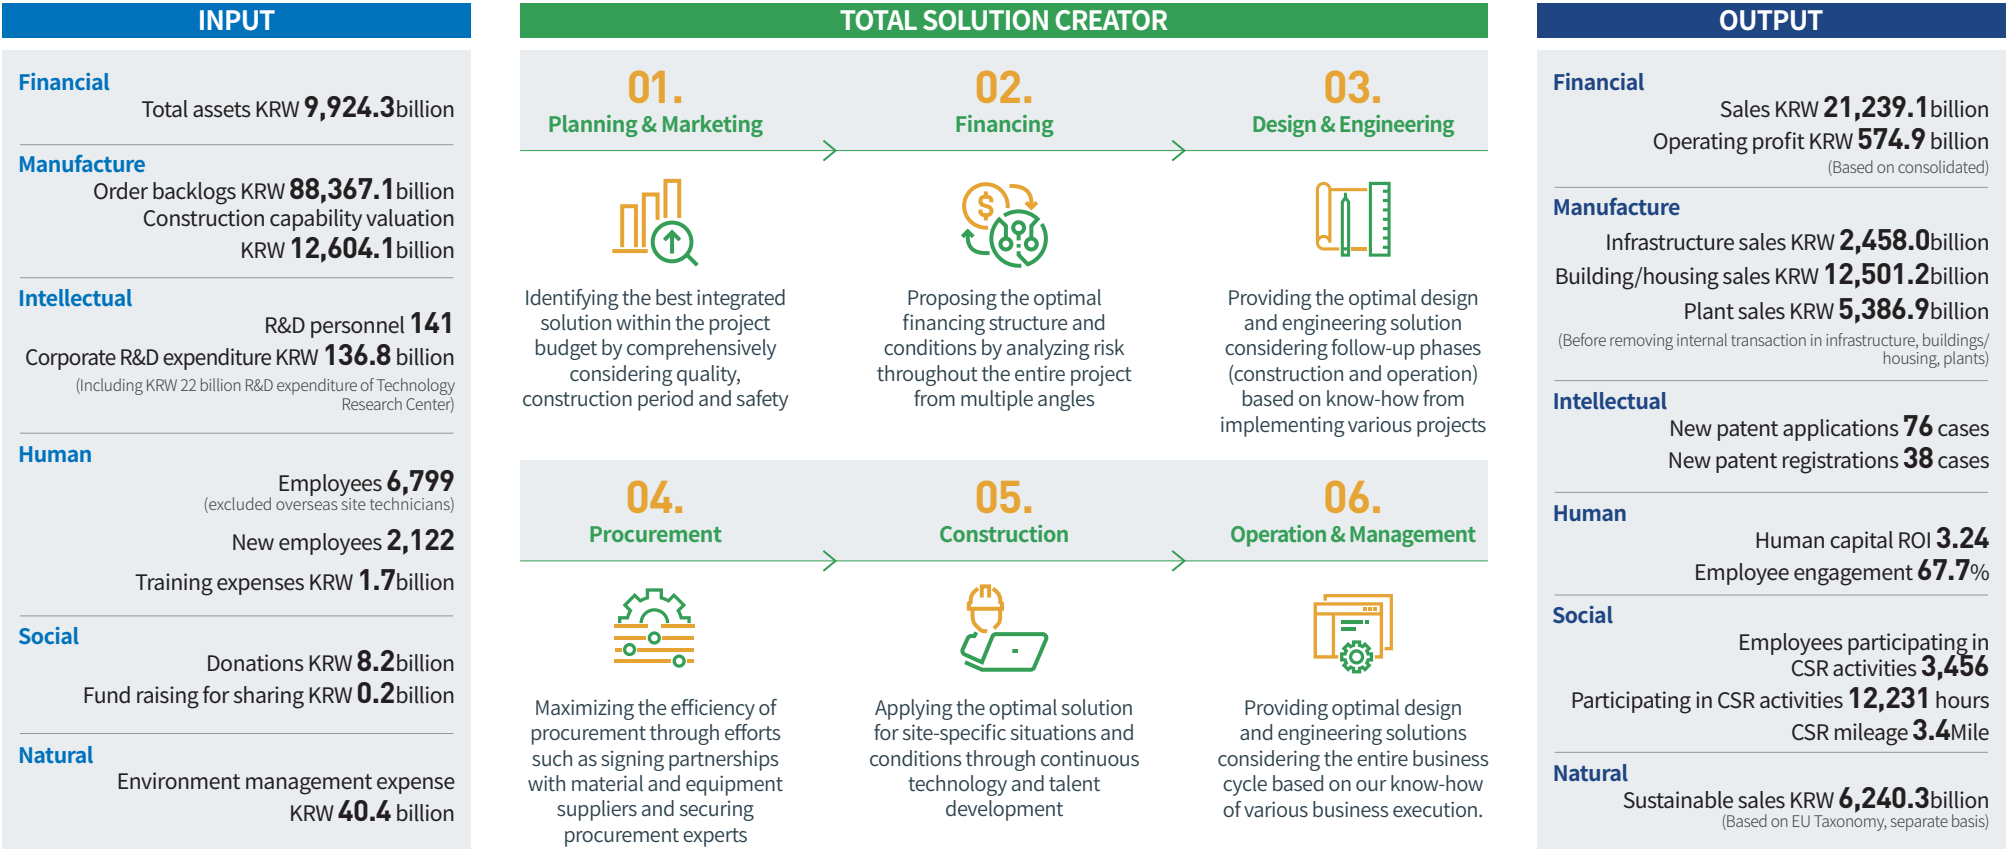 INPUT
Financial
Total assets KRW 9,924.3billion
Manufacture
Order backlogs KRW 88,367.1billion
Construction capability valuation
KRW 12,604.1billion
Intellectual
R&D personnel 141
Corporate R&D expenditure KRW 136.8 billion
(Including KRW 22 billion R&D expenditure of Technology
Research Center)
Human
Employees 6,799
(excluded overseas site technicians)
New employees 2,122
Training expenses KRW 1.7billion
Social
Donations KRW 8.2billion
Fund raising for sharing KRW 0.2billion
Natural
Environment management expense
KRW 40.4 billion
TOTAL SOLUTION CREATOR
01.
Planning & Marketing
Identifying the best integrated
solution within the project
budget by comprehensively
considering quality,
construction period and safety
02.
Financing
Proposing the optimal
financing structure and
conditions by analyzing risk
throughout the entire project
from multiple angles
03.
Design & Engineering
Providing the optimal design
and engineering solution
considering follow-up phases
(construction and operation)
based on know-how from
implementing various projects
04.
Procurement
Maximizing the efficiency of
procurement through efforts
such as signing partnerships
with material and equipment
suppliers and securing
procurement experts
05.
Construction
Applying the optimal solution
for site-specific situations and
conditions through continuous
technology and talent
development
06.
Operation & Management
Providing optimal design
and engineering solutions
considering the entire business
cycle based on our know-how
of various business execution.
OUTPUT
Financial
Sales KRW 21,239.1billion
Operating profit KRW 574.9 billion
(Based on consolidated)
Manufacture
Infrastructure sales KRW 2,458.0billion
Building/housing sales KRW 12,501.2billion
Plant sales KRW 5,386.9billion
(Before removing internal transaction in infrastructure, buildings/
housing, plants)
Intellectual
New patent applications 76 cases
New patent registrations 38 cases
Human
Human capital ROI 3.24
Employee engagement 67.7%
Social
Employees participating in
CSR activities 3,456
Participating in CSR activities 12,231 hours
CSR mileage 3.4Mile
Natural
Sustainable sales KRW 6,240.3billion
(Based on EU Taxonomy, separate basis)